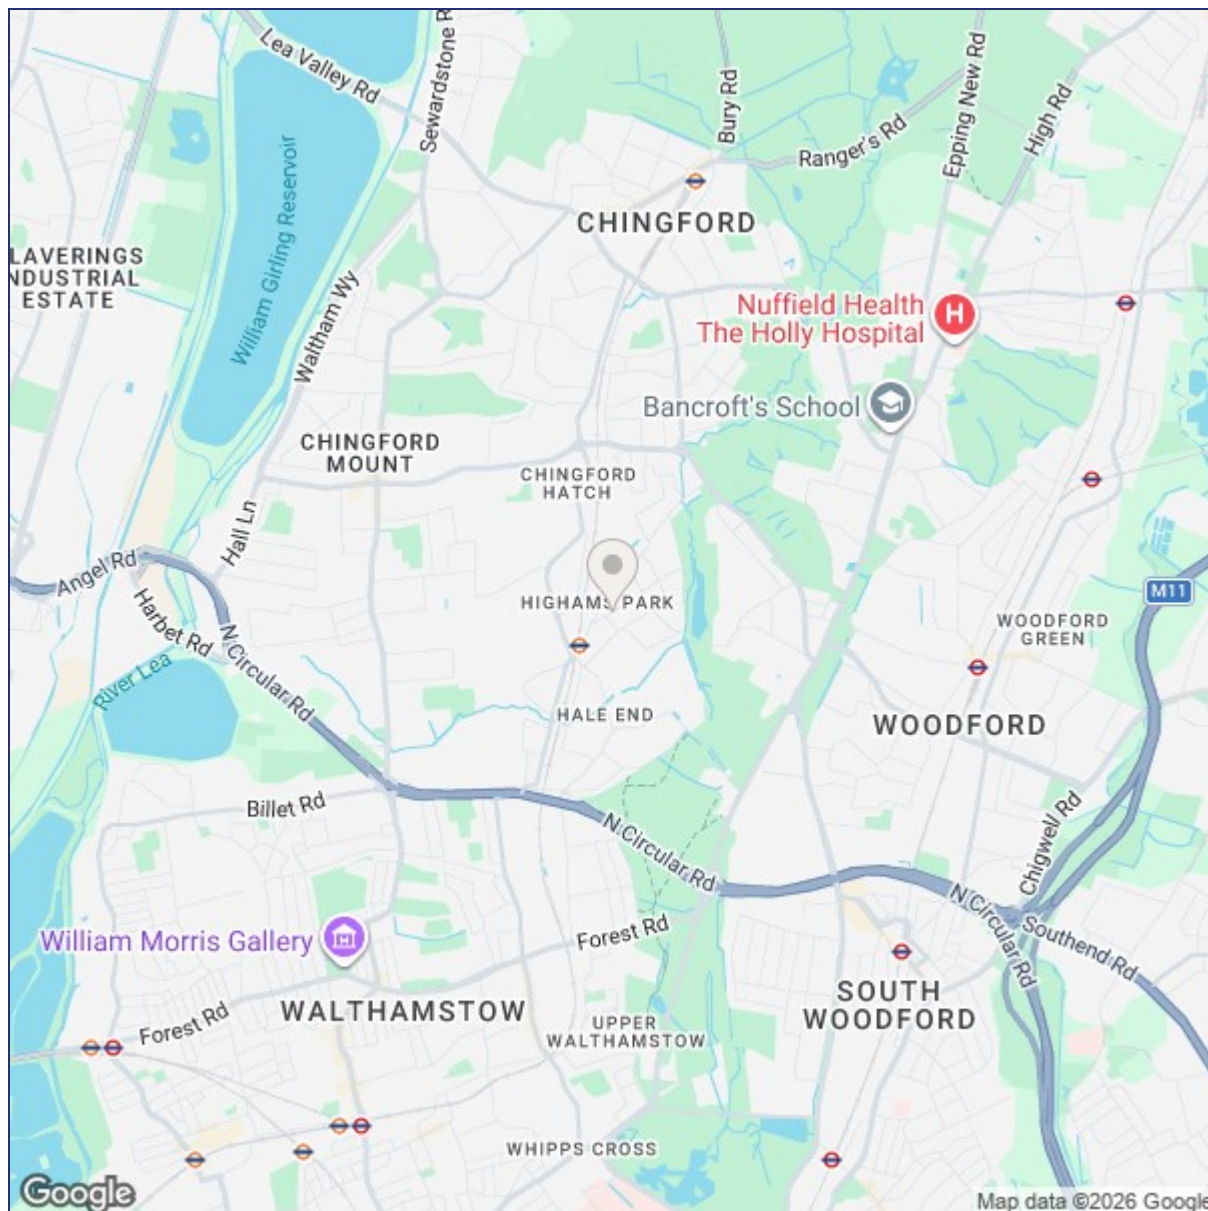 Lea Valley Rd
Sewardstone R
Bury Rd
Ranger's Rd
Epping New Rd
High Rd
CHINGFORD
LAVERINGS
NDUSTRIAL
ESTATE
William Girling Reservoir
Waltham Wy
Nuffield Health
The Holly Hospital
H
Bancroft's School
CHINGFORD
MOUNT
CHINGFORD
HATCH
Hall Ln
Angel Rd
Harbet Rd
N Circular Rd
River Lea
HIGHAMS PARK
M11
WOODFORD
GREEN
HALE END
WOODFORD
Billet Rd
N Circular Rd
Chigwell Rd
N Circular Rd
Southend Rd
William Morris Gallery
Forest Rd
Forest Rd
WALTHAMSTOW
SOUTH
WOODFORD
UPPER
WALTHAMSTOW
WHIPPS CROSS
Google
Map data ©2026 Google